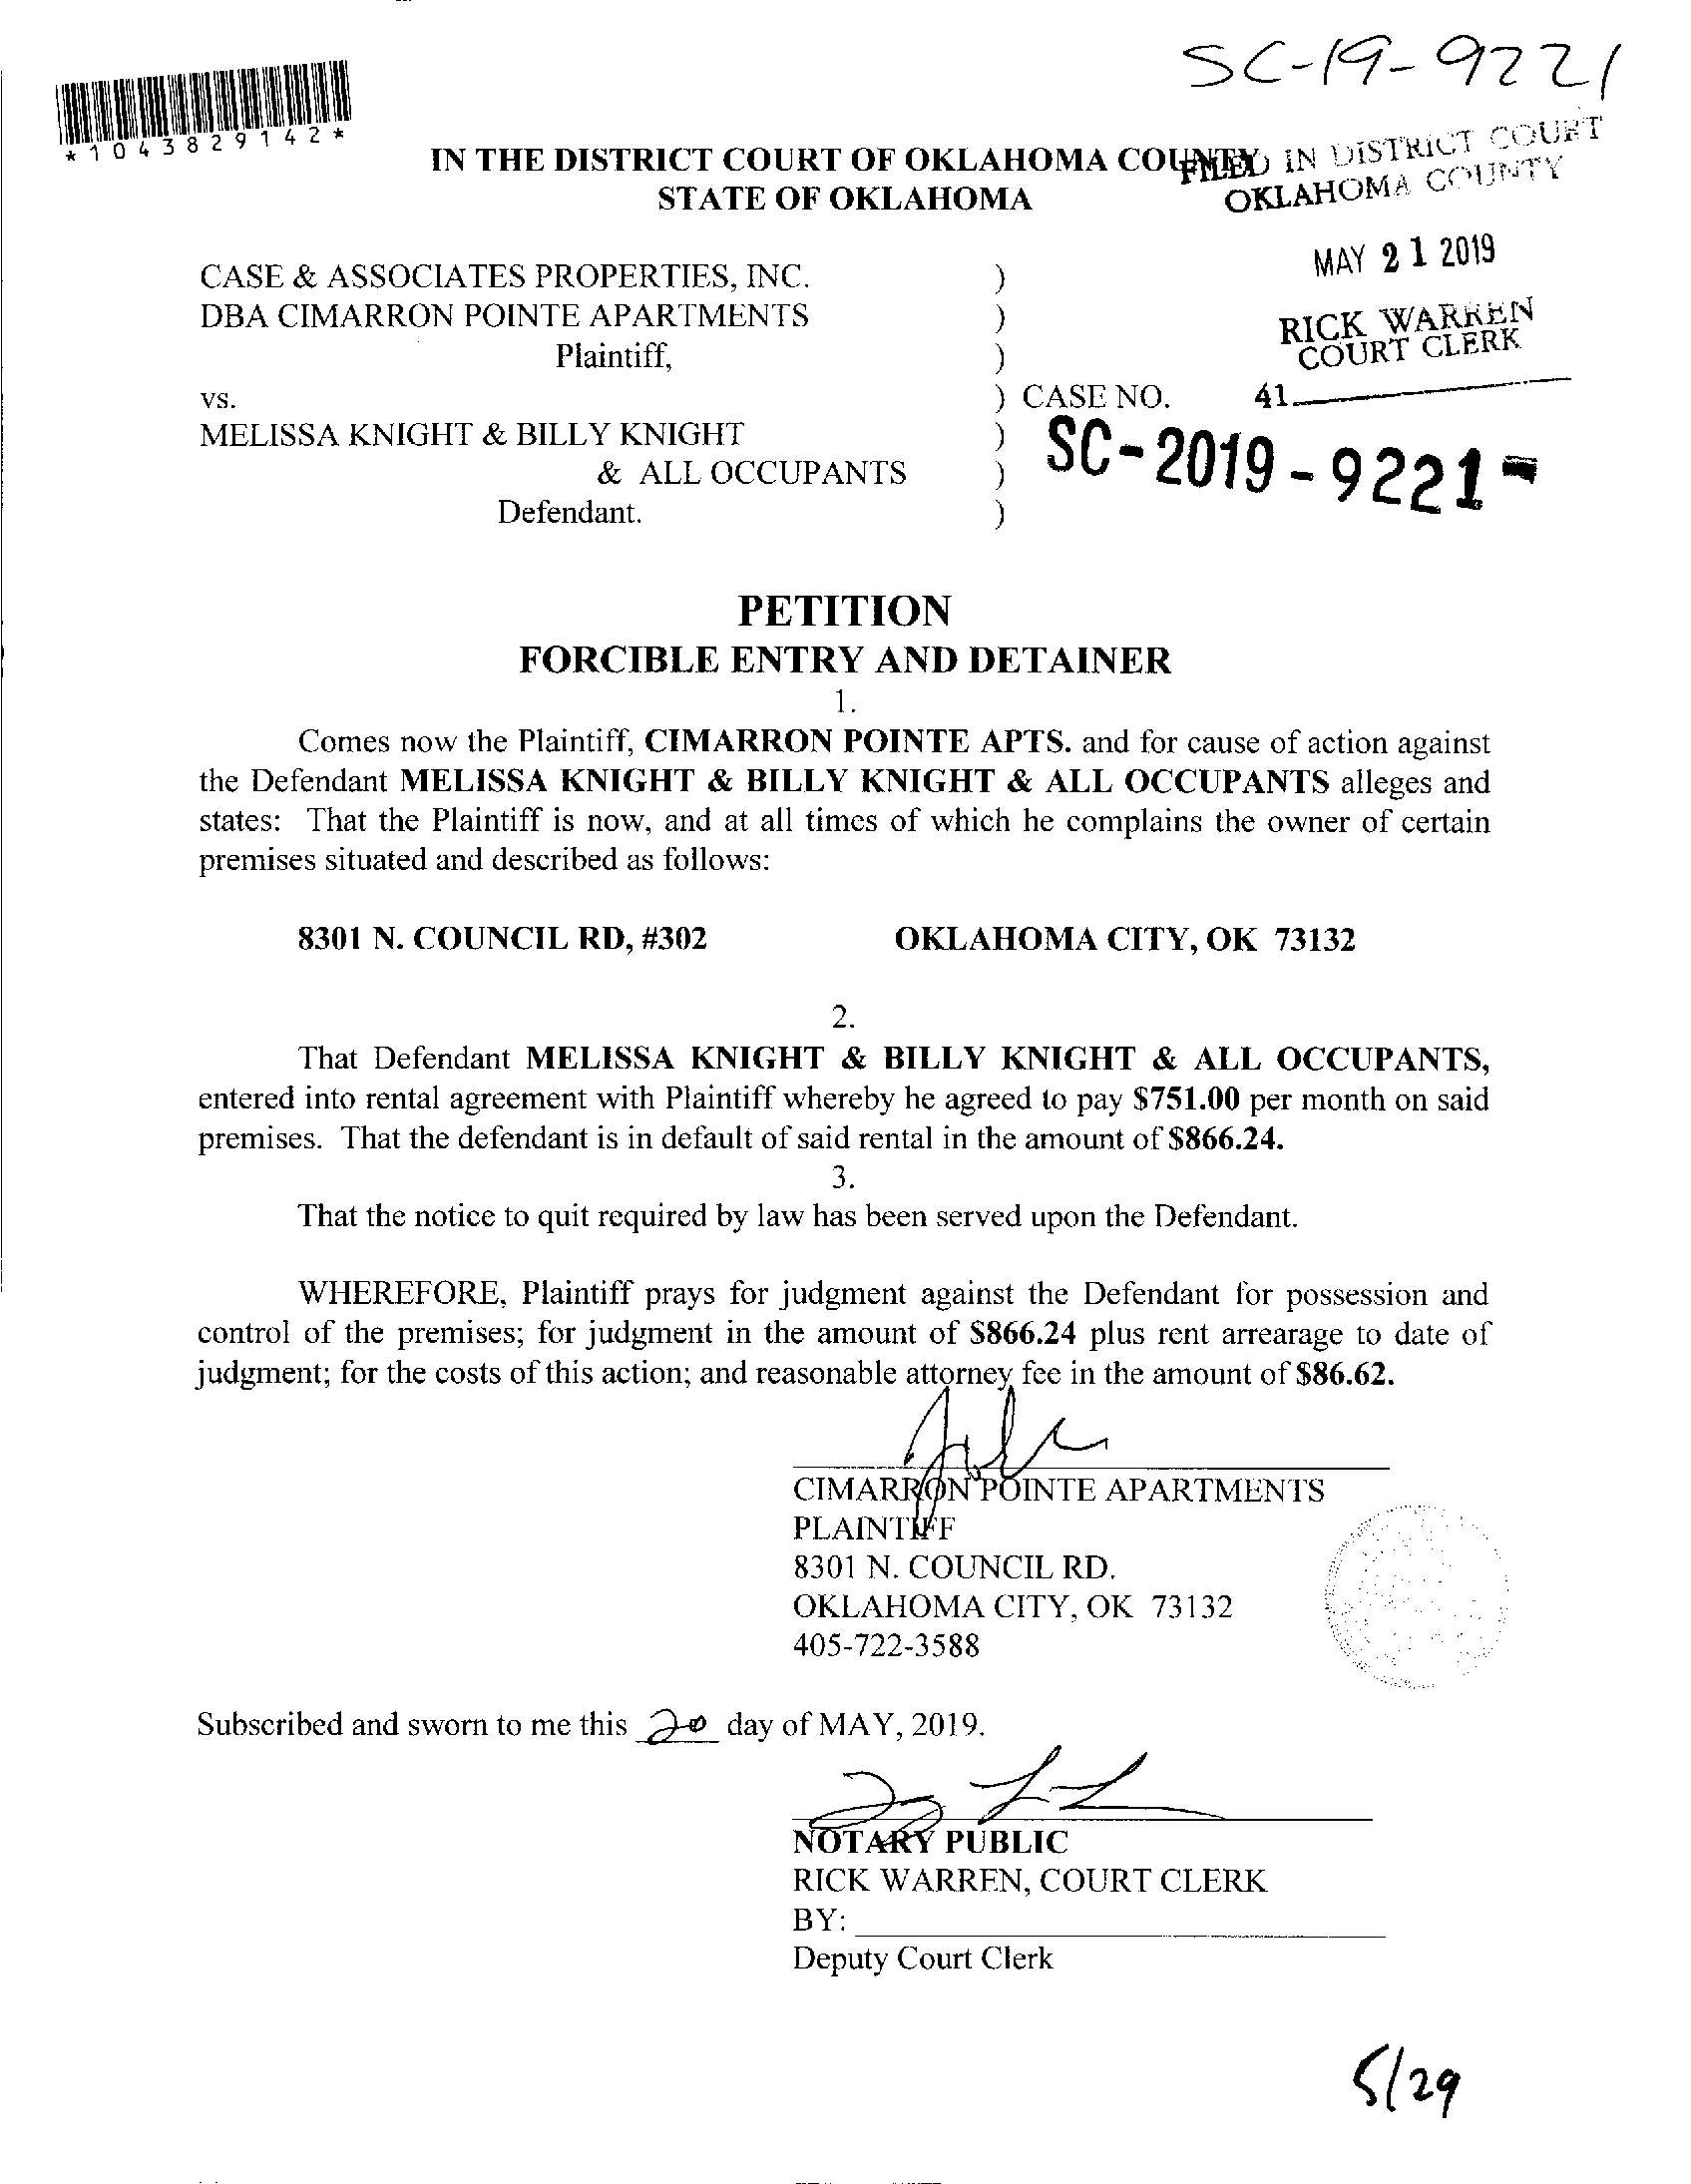 SC-19-9221
*1043829142*
IN THE DISTRICT COURT OF OKLAHOMA COUNTY
STATE OF OKLAHOMA
FILED IN DISTRICT COURT
OKLAHOMA COUNTY
MAY 21 2019
RICK WARREN
COURT CLERK
41
CASE & ASSOCIATES PROPERTIES, INC. )
DBA CIMARRON POINTE APARTMENTS )
Plaintiff, )
vs. ) CASE NO.
MELISSA KNIGHT & BILLY KNIGHT ) SC-2019-9221-
& ALL OCCUPANTS )
Defendant. )
PETITION
FORCIBLE ENTRY AND DETAINER
1.
Comes now the Plaintiff, CIMARRON POINTE APTS. and for cause of action against
the Defendant MELISSA KNIGHT & BILLY KNIGHT & ALL OCCUPANTS alleges and
states: That the Plaintiff is now, and at all times of which he complains the owner of certain
premises situated and described as follows:
8301 N. COUNCIL RD, #302 OKLAHOMA CITY, OK 73132
2.
That Defendant MELISSA KNIGHT & BILLY KNIGHT & ALL OCCUPANTS,
entered into rental agreement with Plaintiff whereby he agreed to pay $751.00 per month on said
premises. That the defendant is in default of said rental in the amount of $866.24.
3.
That the notice to quit required by law has been served upon the Defendant.
WHEREFORE, Plaintiff prays for judgment against the Defendant for possession and
control of the premises; for judgment in the amount of $866.24 plus rent arrearage to date of
judgment; for the costs of this action; and reasonable attorney fee in the amount of $86.62.
CIMARRON POINTE APARTMENTS
PLAINTIFF
8301 N. COUNCIL RD.
OKLAHOMA CITY, OK 73132
405-722-3588
Subscribed and sworn to me this 20 day of MAY, 2019.
NOTARY PUBLIC
RICK WARREN, COURT CLERK
BY:
Deputy Court Clerk
5/29